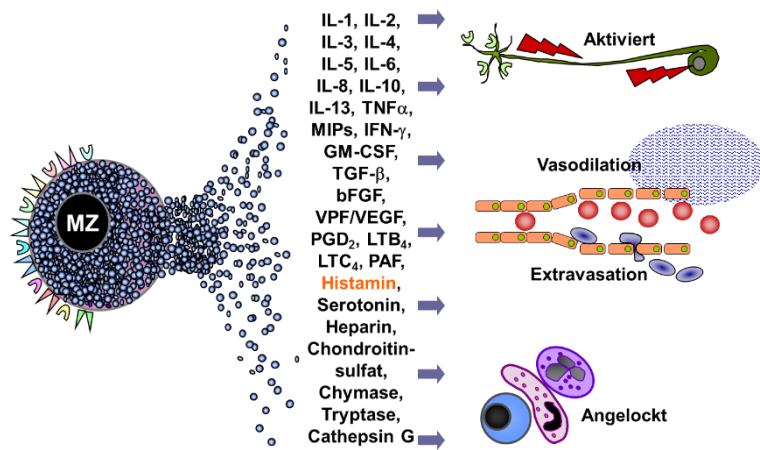 MZ
IL-1, IL-2,
IL-3, IL-4,
IL-5, IL-6,
IL-8, IL-10,
IL-13, TNFα,
MIPs, IFN-γ,
GM-CSF,
TGF-β,
bFGF,
VPF/VEGF,
PGD₂, LTB₄,
LTC₄, PAF,
Histamin,
Serotonin,
Heparin,
Chondroitin-
sulfat,
Chymase,
Tryptase,
Cathepsin G
Aktiviert
Vasodilation
Extravasation
Angelockt